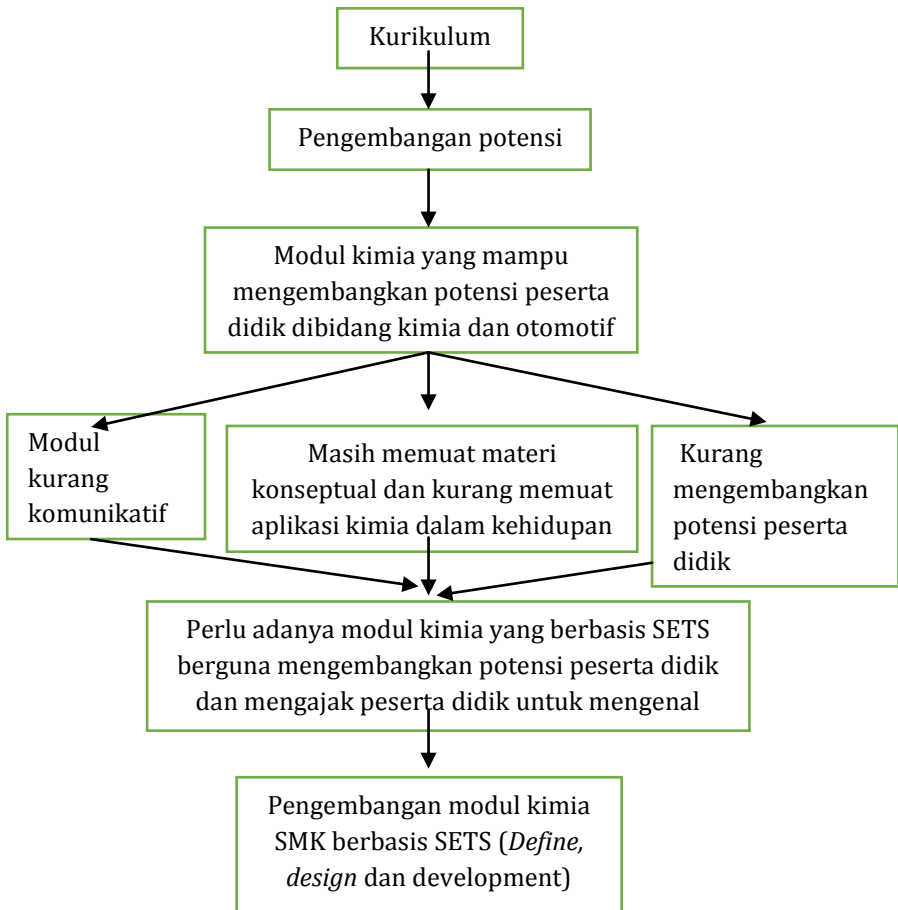 Kurikulum
Pengembangan potensi
Modul kimia yang mampu
mengembangkan potensi peserta
didik dibidang kimia dan otomotif
Modul
kurang
komunikatif
Masih memuat materi
konseptual dan kurang memuat
aplikasi kimia dalam kehidupan
Kurang
mengembangkan
potensi peserta
didik
Perlu adanya modul kimia yang berbasis SETS
berguna mengembangkan potensi peserta didik
dan mengajak peserta didik untuk mengenal
Pengembangan modul kimia
SMK berbasis SETS (Define,
design dan development)